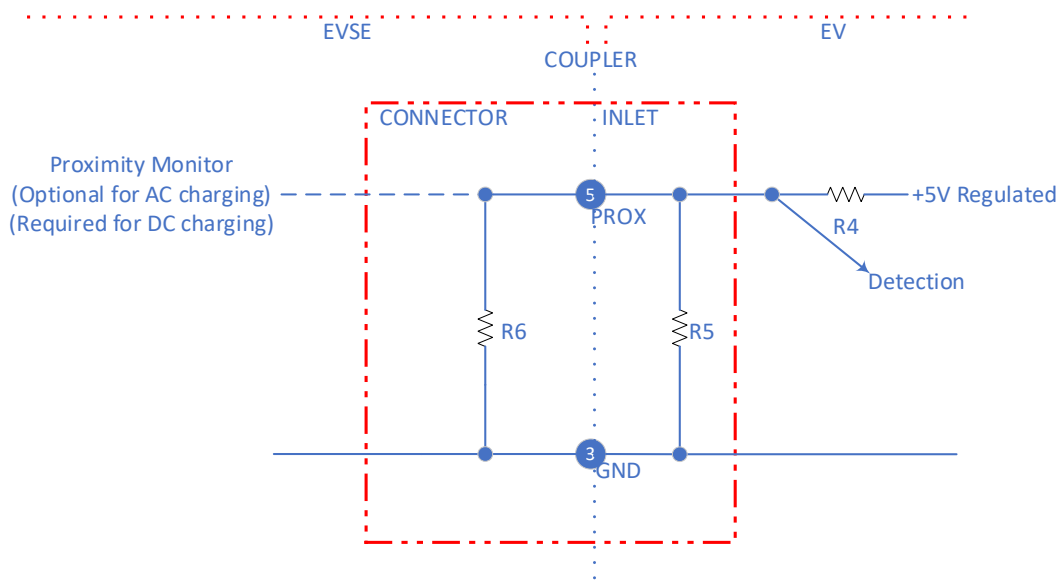 EVSE
EV
COUPLER
CONNECTOR
INLET
Proximity Monitor
(Optional for AC charging)
(Required for DC charging)
5
PROX
+5V Regulated
R4
Detection
R6
R5
3
GND